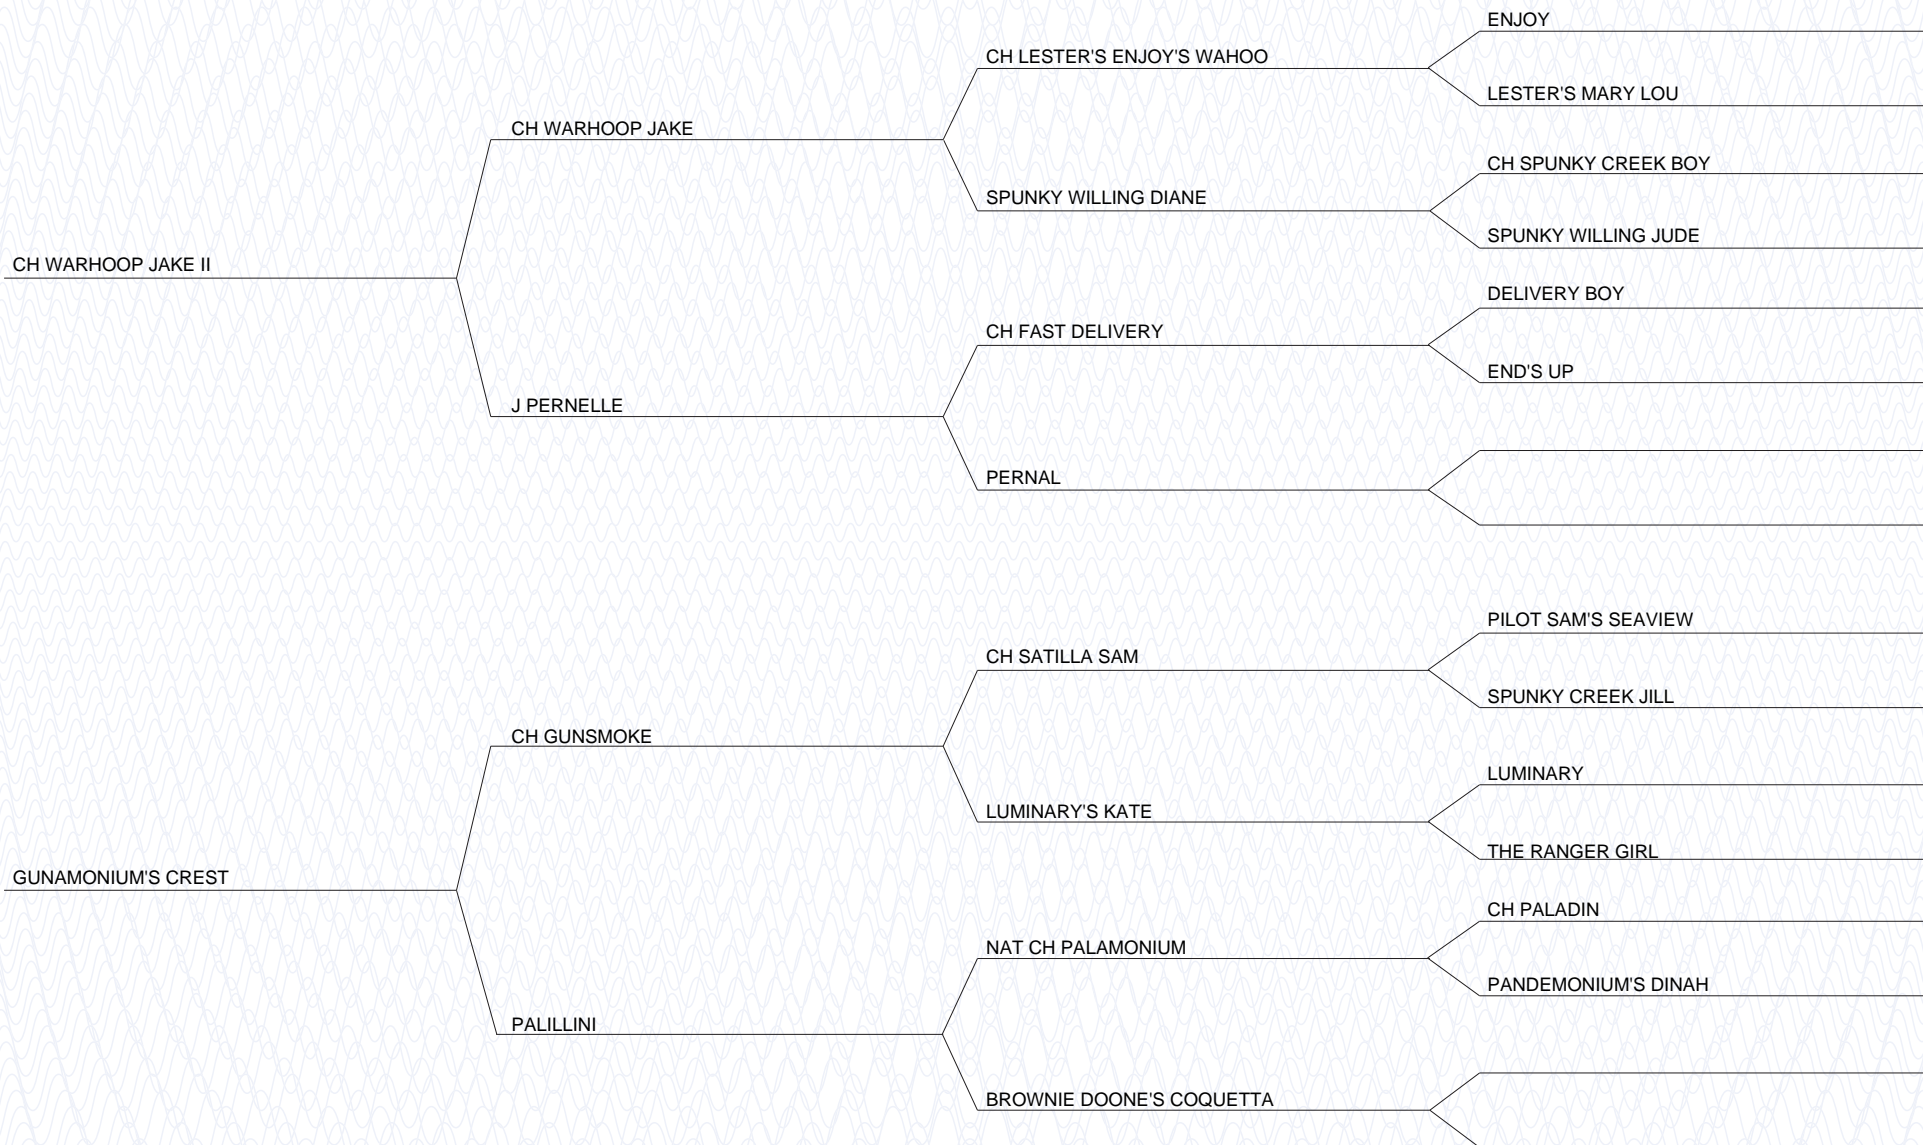 ENJOY
CH LESTER'S ENJOY'S WAHOO
LESTER'S MARY LOU
CH WARHOOP JAKE
CH SPUNKY CREEK BOY
SPUNKY WILLING DIANE
SPUNKY WILLING JUDE
CH WARHOOP JAKE II
DELIVERY BOY
CH FAST DELIVERY
END'S UP
J PERNELLE
PERNAL
PILOT SAM'S SEAVIEW
CH SATILLA SAM
SPUNKY CREEK JILL
CH GUNSMOKE
LUMINARY
LUMINARY'S KATE
THE RANGER GIRL
GUNAMONIUM'S CREST
CH PALADIN
NAT CH PALAMONIUM
PANDEMONIUM'S DINAH
PALILLINI
BROWNIE DOONE'S COQUETTA